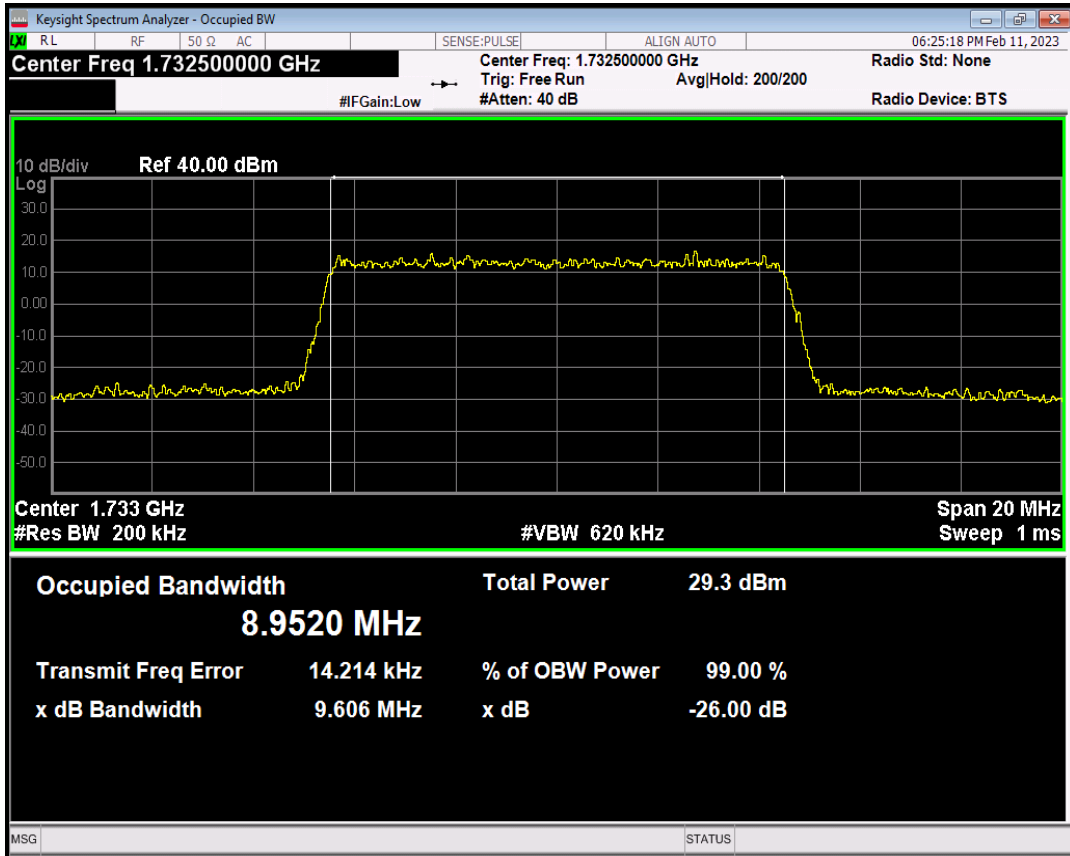 Keysight Spectrum Analyzer - Occupied BW
LXI RL RF 50 Ω AC SENSE:PULSE ALIGN AUTO 06:25:18 PM Feb 11, 2023
Center Freq 1.732500000 GHz Center Freq: 1.732500000 GHz Radio Std: None
Trig: Free Run Avg|Hold: 200/200
#IFGain:Low #Atten: 40 dB Radio Device: BTS
10 dB/div Ref 40.00 dBm
Log
30.0
20.0
10.0
0.00
-10.0
-20.0
-30.0
-40.0
-50.0
Center 1.733 GHz Span 20 MHz
#Res BW 200 kHz #VBW 620 kHz Sweep 1 ms
Occupied Bandwidth Total Power 29.3 dBm
8.9520 MHz
Transmit Freq Error 14.214 kHz % of OBW Power 99.00 %
x dB Bandwidth 9.606 MHz x dB -26.00 dB
MSG STATUS